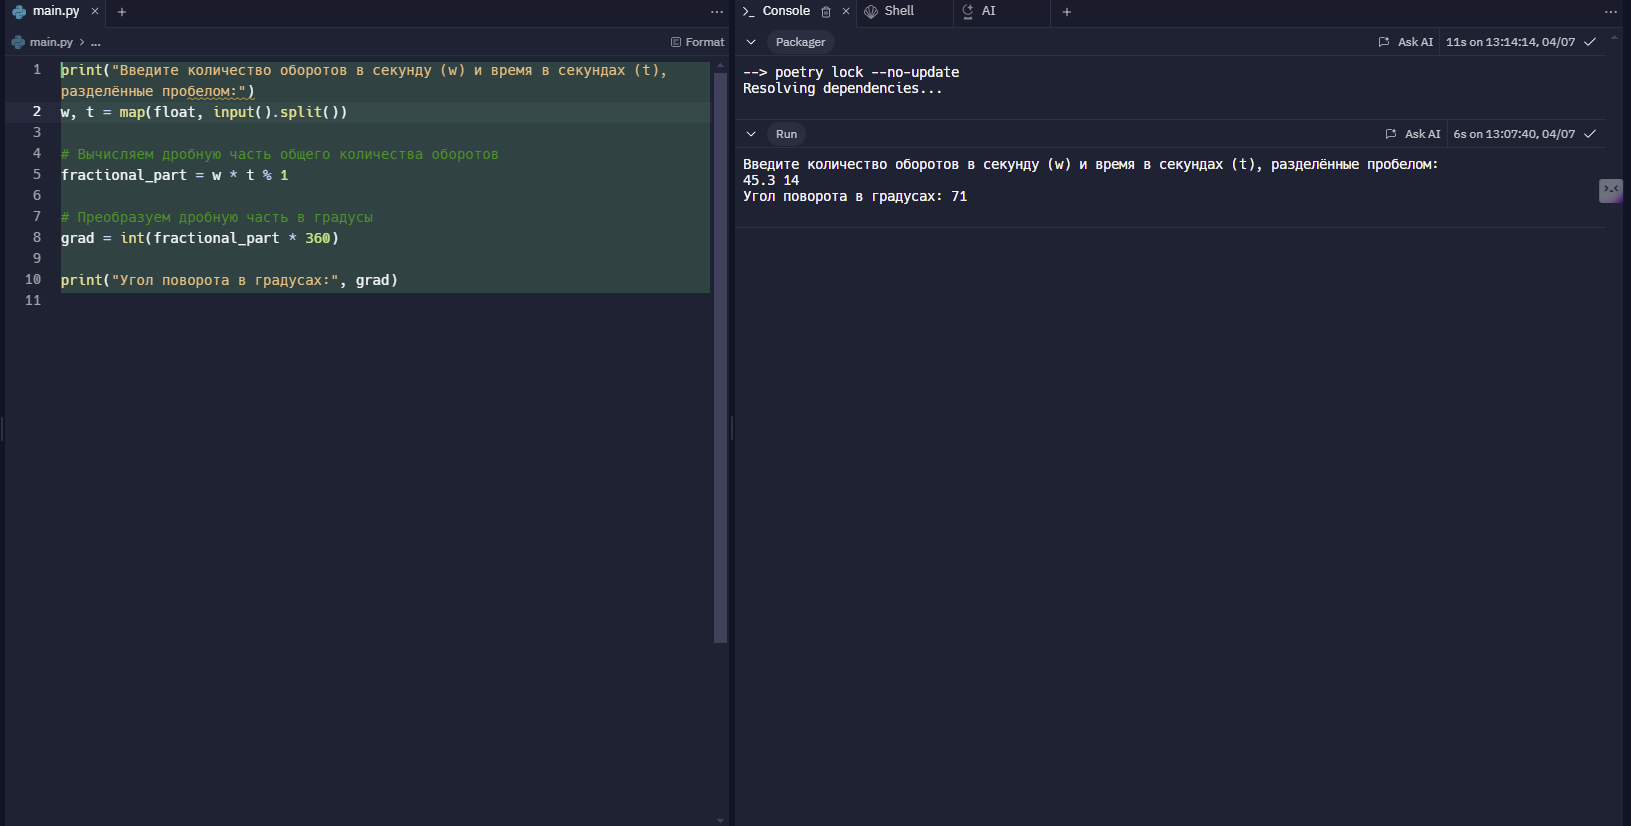 main.py
main.py > ...
Format
1 print("Введите количество оборотов в секунду (w) и время в секундах (t),
разделённые пробелом:")
2 w, t = map(float, input().split())
3
4 # Вычисляем дробную часть общего количества оборотов
5 fractional_part = w * t % 1
6
7 # Преобразуем дробную часть в градусы
8 grad = int(fractional_part * 360)
9
10 print("Угол поворота в градусах:", grad)
11
Console
Shell
AI
Packager
Ask AI
11s on 13:14:14, 04/07
--> poetry lock --no-update
Resolving dependencies...
Run
Ask AI
6s on 13:07:40, 04/07
Введите количество оборотов в секунду (w) и время в секундах (t), разделённые пробелом:
45.3 14
Угол поворота в градусах: 71